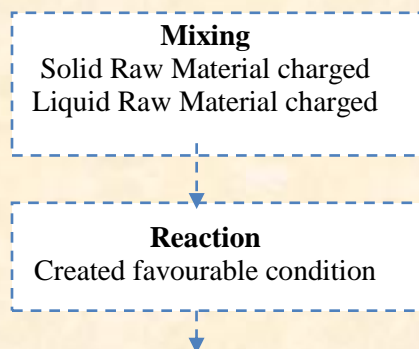 Mixing
Solid Raw Material charged
Liquid Raw Material charged
Reaction
Created favourable condition